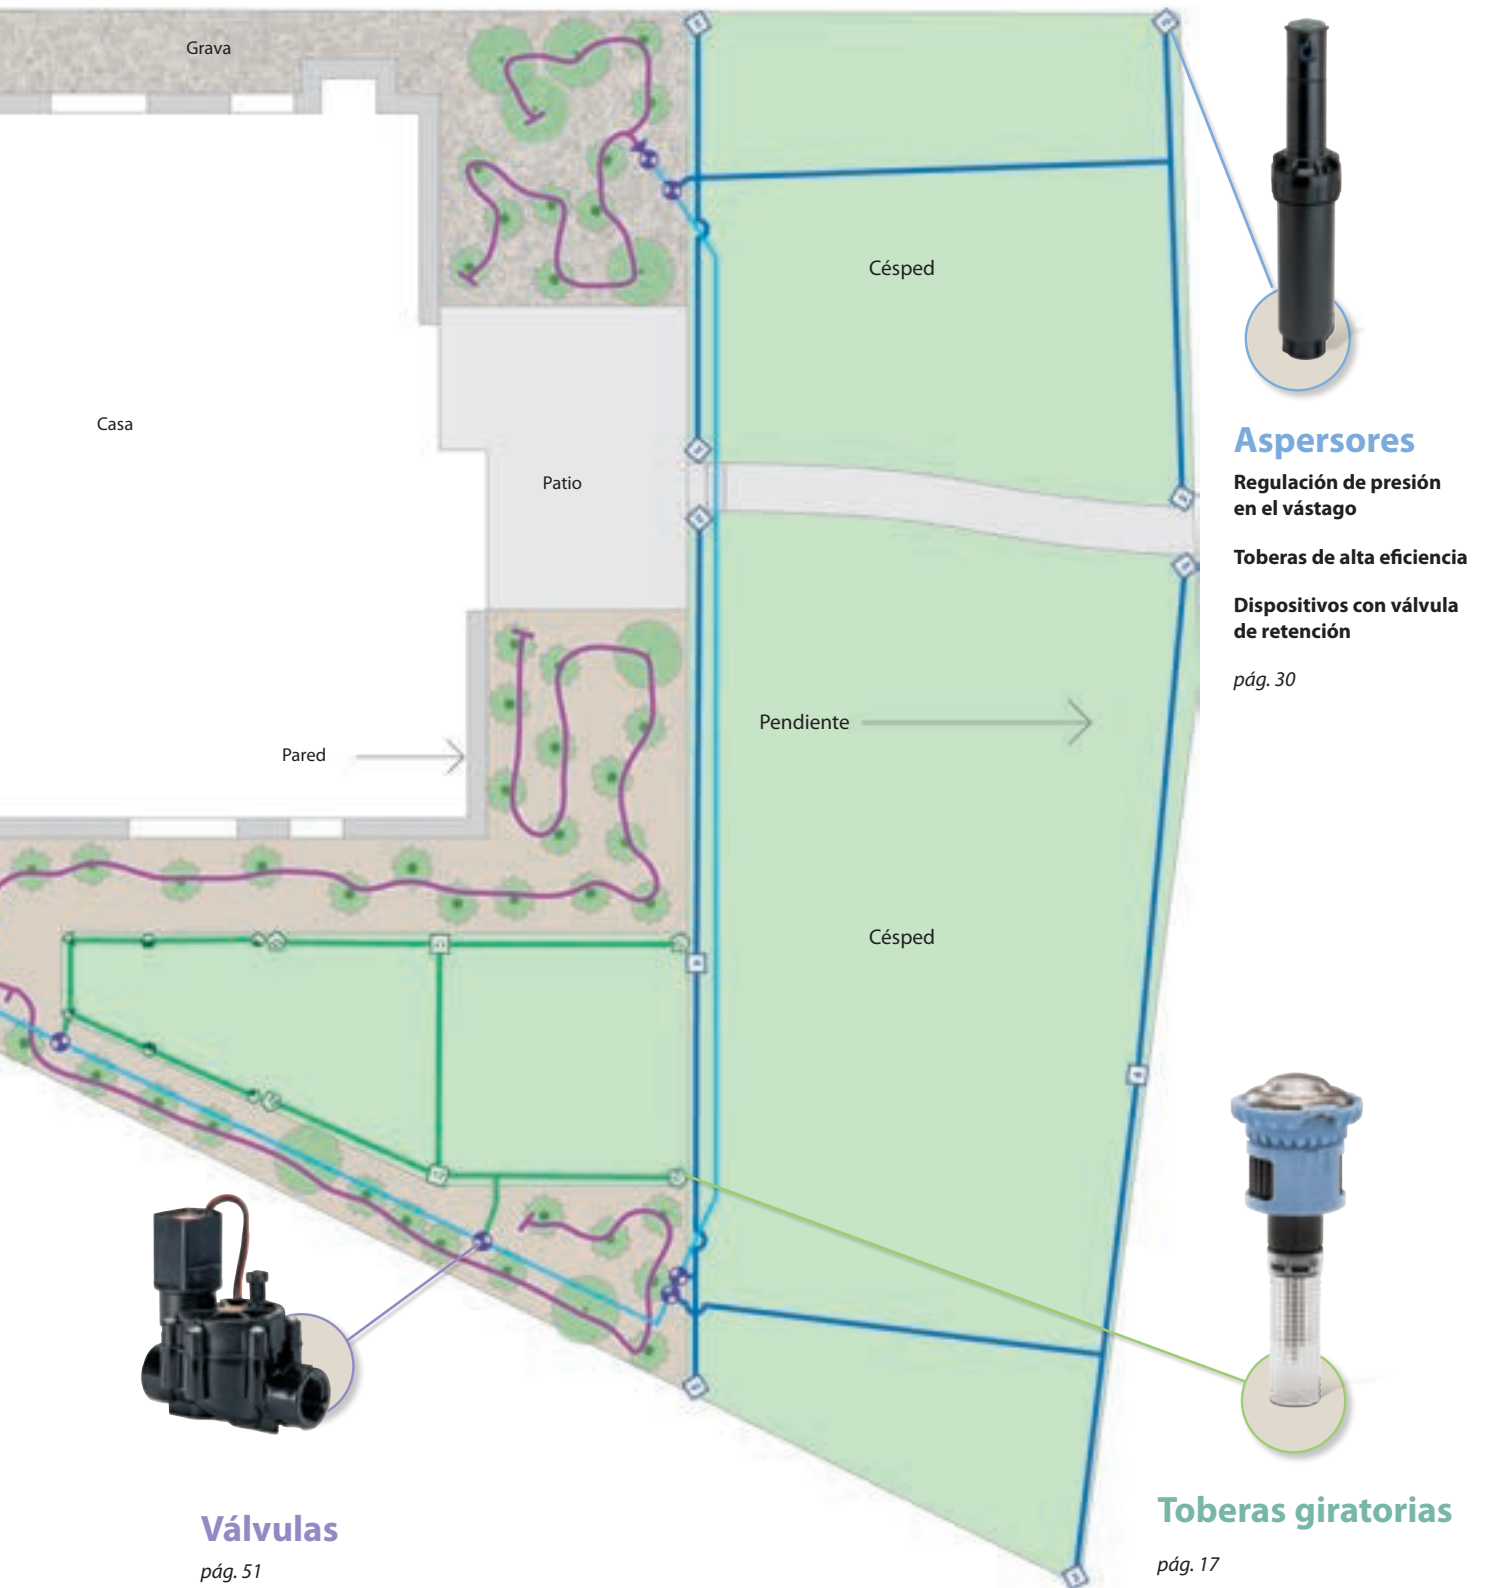 Grava
Césped
Casa
Aspersores
Regulación de presión
en el vástago
Patio
Toberas de alta eficiencia
Dispositivos con válvula
de retención
pág. 30
Pendiente
Pared
Césped
Válvulas
pág. 51
Toberas giratorias
pág. 17